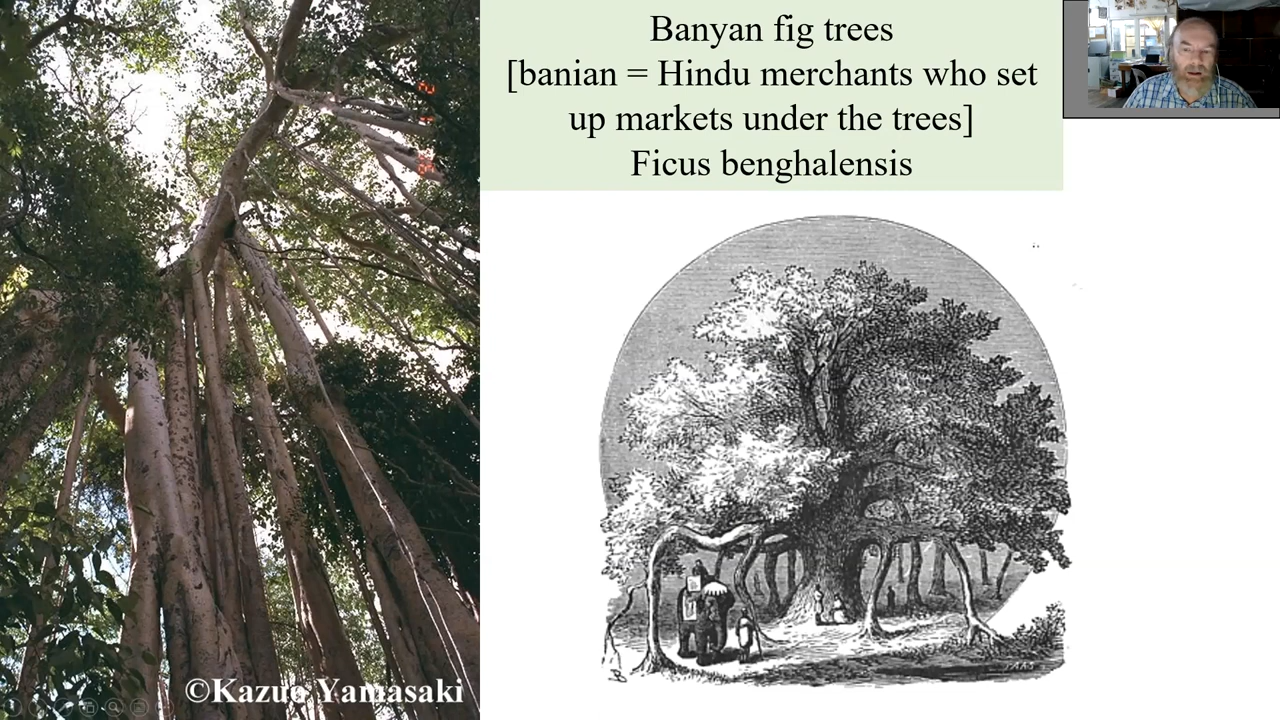 Banyan fig trees
[banian = Hindu merchants who set
up markets under the trees]
Ficus benghalensis
©Kazuo Yamasaki